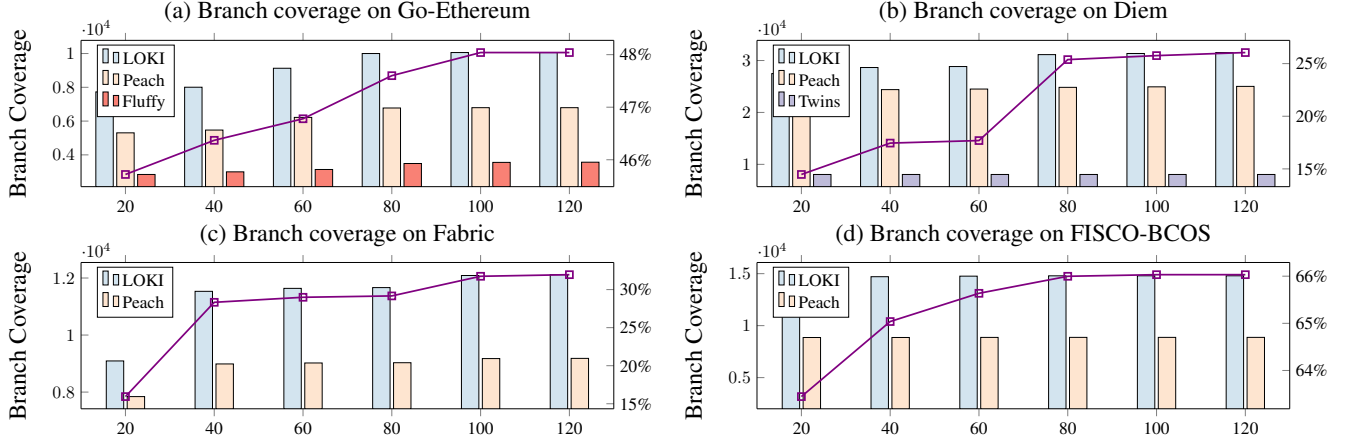 (a) Branch coverage on Go-Ethereum
·10⁴
Branch Coverage
1
0.8
0.6
0.4
LOKI
Peach
Fluffy
48%
47%
46%
20 40 60 80 100 120
(b) Branch coverage on Diem
·10⁴
Branch Coverage
3
2
1
LOKI
Peach
Twins
25%
20%
15%
20 40 60 80 100 120
(c) Branch coverage on Fabric
·10⁴
Branch Coverage
1.2
1
0.8
LOKI
Peach
30%
25%
20%
15%
20 40 60 80 100 120
(d) Branch coverage on FISCO-BCOS
·10⁴
Branch Coverage
1.5
1
0.5
LOKI
Peach
66%
65%
64%
20 40 60 80 100 120